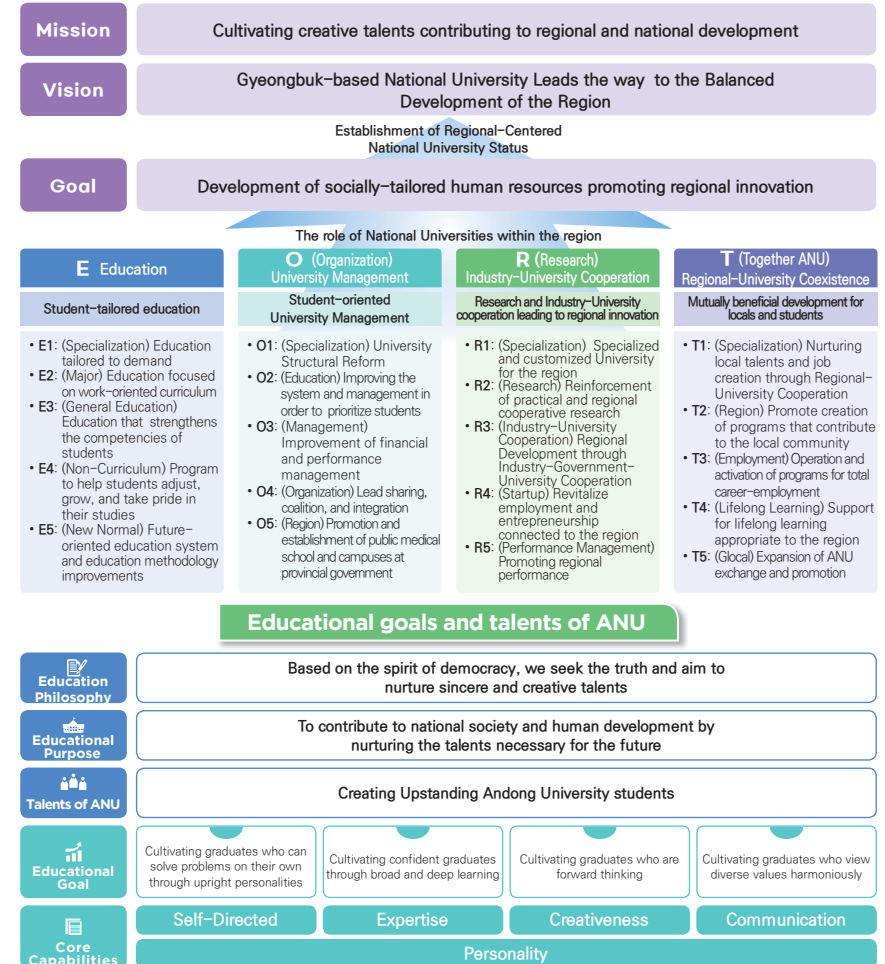 Mission
Cultivating creative talents contributing to regional and national development
Vision
Gyeongbuk-based National University Leads the way to the Balanced
Development of the Region
Establishment of Regional-Centered
National University Status
Goal
Development of socially-tailored human resources promoting regional innovation
The role of National Universities within the region
E Education
Student-tailored education
• E1: (Specialization) Education
tailored to demand
• E2: (Major) Education focused
on work-oriented curriculum
• E3: (General Education)
Education that strengthens
the competencies of
students
• E4: (Non-Curriculum) Program
to help students adjust,
grow, and take pride in
their studies
• E5: (New Normal) Future-
oriented education system
and education methodology
improvements
O (Organization)
University Management
Student-oriented
University Management
• O1: (Specialization) University
Structural Reform
• O2: (Education) Improving the
system and management in
order to prioritize students
• O3: (Management)
Improvement of financial
and performance
management
• O4: (Organization) Lead sharing,
coalition, and integration
• O5: (Region) Promotion and
establishment of public medical
school and campuses at
provincial government
R (Research)
Industry-University Cooperation
Research and Industry-University
cooperation leading to regional innovation
• R1: (Specialization) Specialized
and customized University
for the region
• R2: (Research) Reinforcement
of practical and regional
cooperative research
• R3: (Industry-University
Cooperation) Regional
Development through
Industry-Government-
University Cooperation
• R4: (Startup) Revitalize
employment and
entrepreneurship
connected to the region
• R5: (Performance Management)
Promoting regional
performance
T (Together ANU)
Regional-University Coexistence
Mutually beneficial development for
locals and students
• T1: (Specialization) Nurturing
local talents and job
creation through Regional-
University Cooperation
• T2: (Region) Promote creation
of programs that contribute
to the local community
• T3: (Employment) Operation and
activation of programs for total
career-employment
• T4: (Lifelong Learning) Support
for lifelong learning
appropriate to the region
• T5: (Glocal) Expansion of ANU
exchange and promotion
Educational goals and talents of ANU
Education
Philosophy
Based on the spirit of democracy, we seek the truth and aim to
nurture sincere and creative talents
Educational
Purpose
To contribute to national society and human development by
nurturing the talents necessary for the future
Talents of ANU
Creating Upstanding Andong University students
Educational
Goal
Cultivating graduates who can
solve problems on their own
through upright personalities
Cultivating confident graduates
through broad and deep learning
Cultivating graduates who are
forward thinking
Cultivating graduates who view
diverse values harmoniously
Core
Capabilities
Self-Directed
Expertise
Creativeness
Communication
Personality